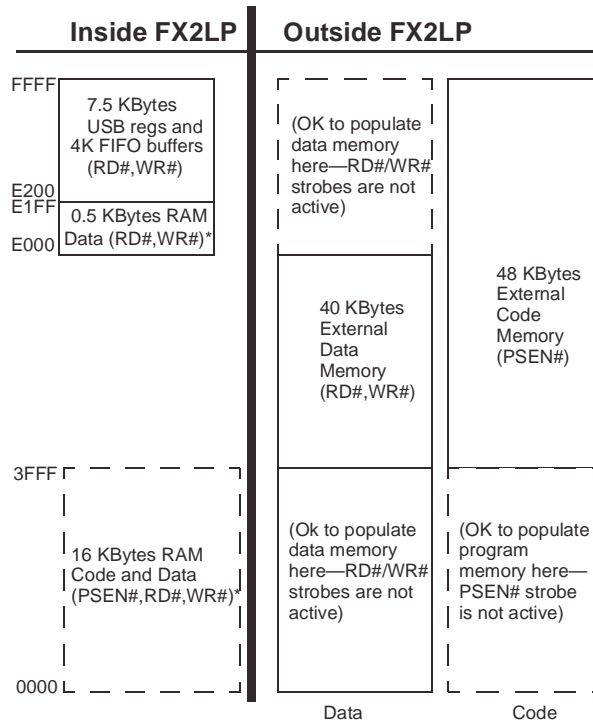 Inside FX2LP
Outside FX2LP
FFFF
7.5 KBytes
USB regs and
4K FIFO buffers
(RD#,WR#)
E200
E1FF
0.5 KBytes RAM
Data (RD#,WR#)*
E000
(OK to populate
data memory
here—RD#/WR#
strobes are not
active)
40 KBytes
External
Data
Memory
(RD#,WR#)
48 KBytes
External
Code
Memory
(PSEN#)
3FFF
16 KBytes RAM
Code and Data
(PSEN#,RD#,WR#)*
0000
(Ok to populate
data memory
here—RD#/WR#
strobes are not
active)
(OK to populate
program
memory here—
PSEN# strobe
is not active)
Data
Code